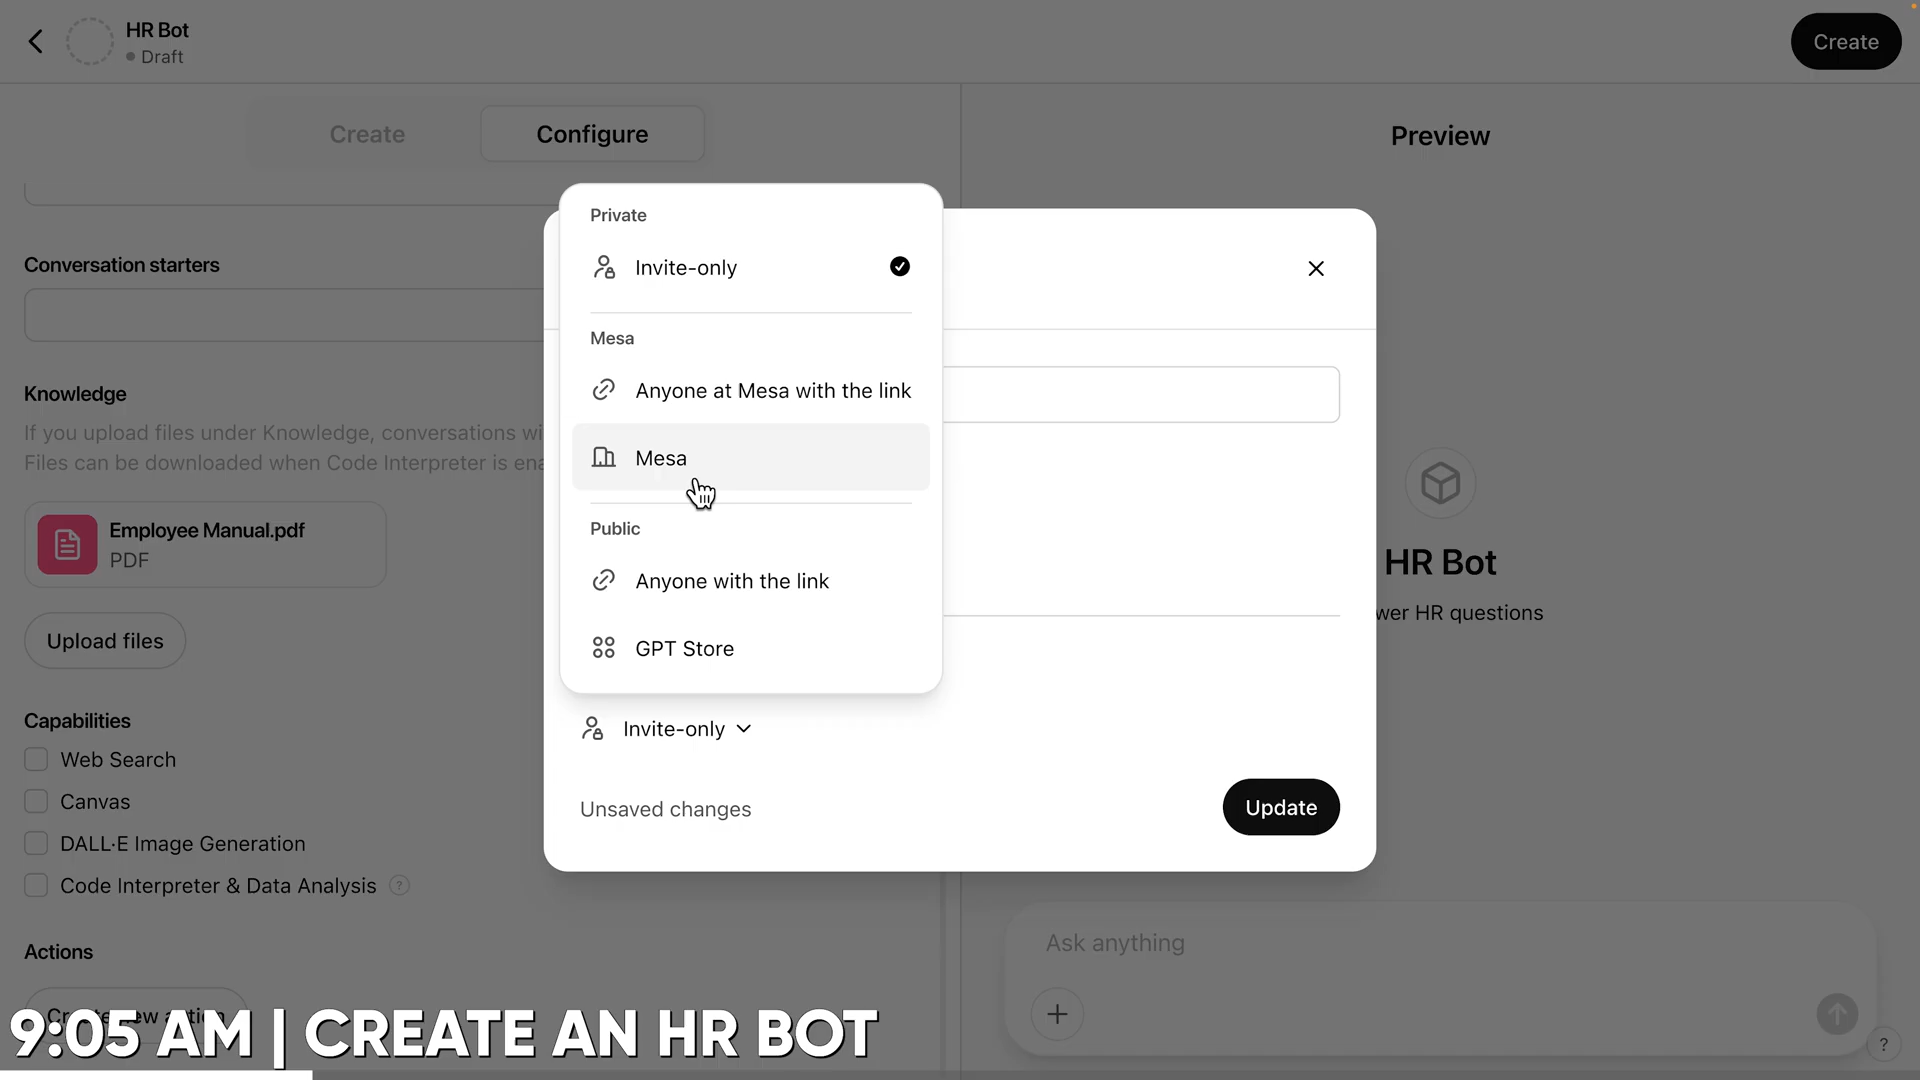 HR Bot
Draft
Create
Create
Configure
Preview
Conversation starters
Knowledge
If you upload files under Knowledge, conversations
Files can be downloaded when Code Interpreter is
Employee Manual.pdf
PDF
Upload files
Capabilities
Web Search
Canvas
DALL·E Image Generation
Code Interpreter & Data Analysis ?
Actions
Private
Invite-only
Mesa
Anyone at Mesa with the link
Mesa
Public
Anyone with the link
GPT Store
Invite-only
Unsaved changes
Update
HR Bot
HR questions
Ask anything
?
9:05 AM | CREATE AN HR BOT